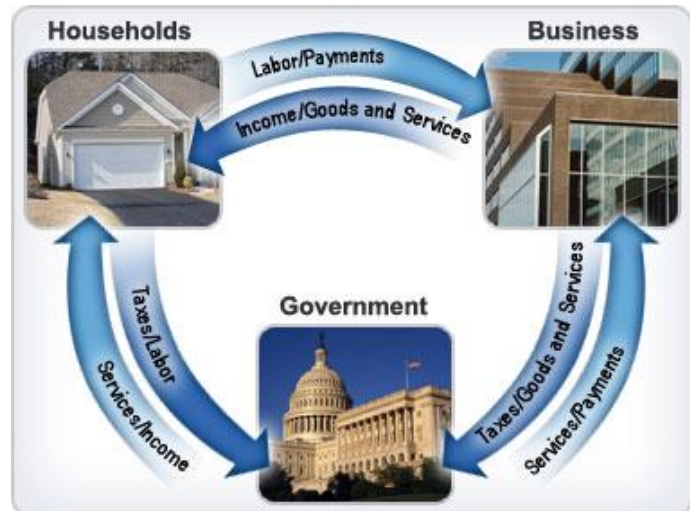 Households
Business
Labor/Payments
Income/Goods and Services
Government
Taxes/Labor
Services/Income
Taxes/Goods and Services
Services/Payments